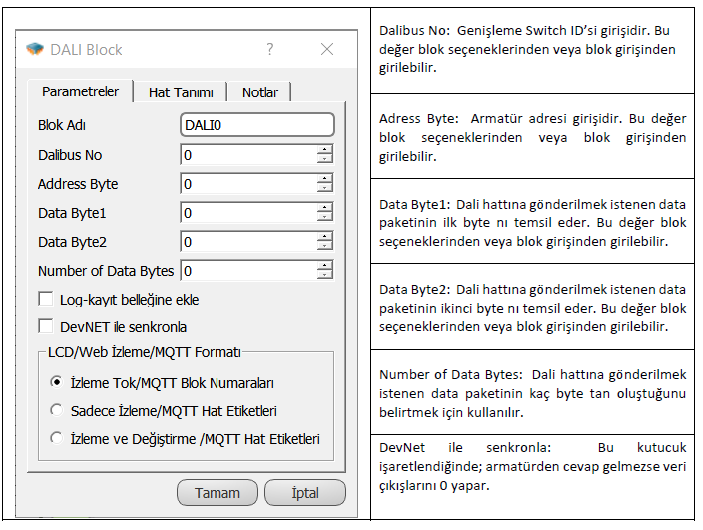 DALI Block
?
Parametreler
Hat Tanımı
Notlar
Blok Adı
DALI0
Dalibus No
0
Address Byte
0
Data Byte1
0
Data Byte2
0
Number of Data Bytes
0
Log-kayıt belleğine ekle
DevNET ile senkronla
LCD/Web İzleme/MQTT Formatı
İzleme Tok/MQTT Blok Numaraları
Sadece İzleme/MQTT Hat Etiketleri
İzleme ve Değiştirme /MQTT Hat Etiketleri
Tamam
İptal
Dalibus No: Genişleme Switch ID’si girişidir. Bu
değer blok seçeneklerinden veya blok girişinden
girilebilir.
Adress Byte: Armatür adresi girişidir. Bu değer
blok seçeneklerinden veya blok girişinden
girilebilir.
Data Byte1: Dali hattına gönderilmek istenen data
paketinin ilk byte nı temsil eder. Bu değer blok
seçeneklerinden veya blok girişinden girilebilir.
Data Byte2: Dali hattına gönderilmek istenen data
paketinin ikinci byte nı temsil eder. Bu değer blok
seçeneklerinden veya blok girişinden girilebilir.
Number of Data Bytes: Dali hattına gönderilmek
istenen data paketinin kaç byte tan oluştuğunu
belirtmek için kullanılır.
DevNet ile senkronla: Bu kutucuk
işaretlendiğinde; armatürden cevap gelmezse veri
çıkışlarını 0 yapar.